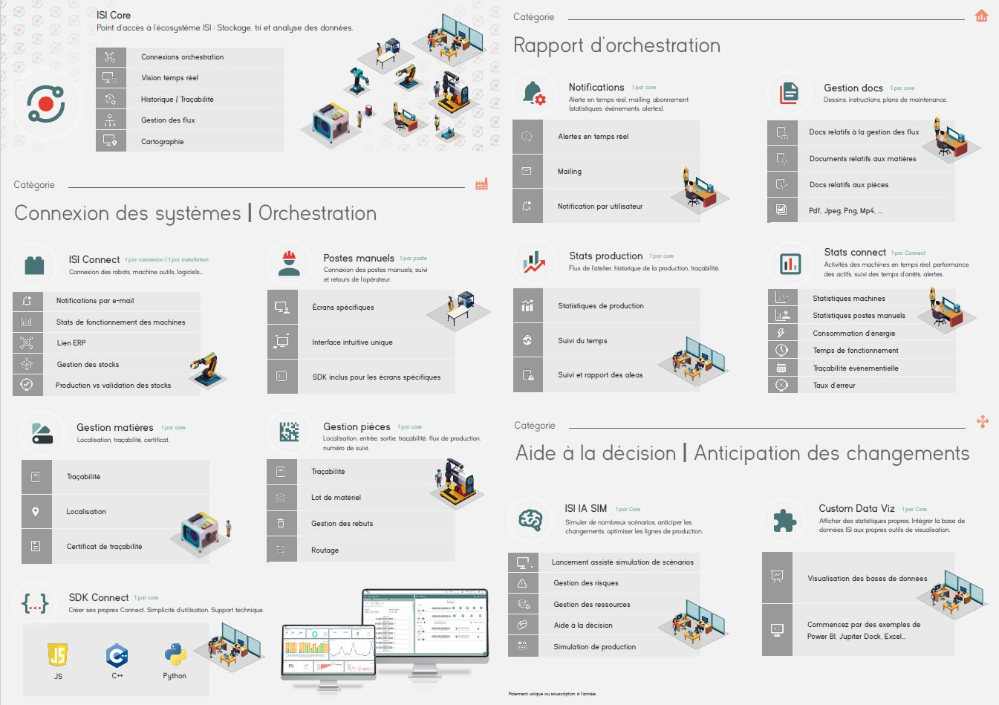 ISI Core
Point d'accès à l'écosystème ISI : Stockage, tri et analyse des données.
Connexions orchestration
Vision temps réel
Historique / Traçabilité
Gestion des flux
Cartographie
Catégorie
Connexion des systèmes | Orchestration
ISI Connect 1 par connexion / 1 par installation
Connexion des robots, machine outils, logiciels...
Notifications par e-mail
Stats de fonctionnement des machines
Lien ERP
Gestion des stocks
Production vs validation des stocks
Postes manuels 1 par poste
Connexion des postes manuels, suivi
et retours de l'opérateur.
Écrans spécifiques
Interface intuitive unique
SDK inclus pour les écrans spécifiques
Gestion matières 1 par core
Localisation, traçabilité, certificat.
Traçabilité
Localisation
Certificat de traçabilité
Gestion pièces 1 par core
Localisation, entrée, sortie, traçabilité, flux de production,
numéro de suivi.
Traçabilité
Lot de matériel
Gestion des rebuts
Routage
SDK Connect 1 par core
Créer ses propres Connect. Simplicité d'utilisation. Support technique.
JS
JS
C++
C++
Python
Catégorie
Rapport d'orchestration
Notifications 1 par core
Alerte en temps réel, mailing, abonnement
(statistiques, évènements, alertes).
Alertes en temps réel
Mailing
Notification par utilisateur
Gestion docs 1 par core
Dessins, instructions, plans de maintenance.
Docs relatifs à la gestion des flux
Documents relatifs aux matières
Docs relatifs aux pièces
Pdf, Jpeg, Png, Mp4, ...
Stats production 1 par core
Flux de l'atelier, historique de la production, traçabilité.
Statistiques de production
Suivi du temps
Suivi et rapport des aleas
Stats connect 1 par Connect
Activités des machines en temps réel, performance
des actifs, suivi des temps d'arrêts, alertes.
Statistiques machines
Statistiques postes manuels
Consommation d'énergie
Temps de fonctionnement
Traçabilité évènementielle
Taux d'erreur
Catégorie
Aide à la décision | Anticipation des changements
ISI IA SIM 1 par Core
Simuler de nombreux scénarios, anticiper les
changements, optimiser les lignes de production.
Lancement assisté simulation de scénarios
Gestion des risques
Gestion des ressources
Aide à la décision
Simulation de production
Custom Data Viz 1 par Core
Afficher des statistiques propres. Intégrer la base de
données ISI aux propres outils de visualisation.
Visualisation des bases de données
Commencez par des exemples de
Power BI, Jupiter Dock, Excel...
Paiement unique ou souscription à l'année.